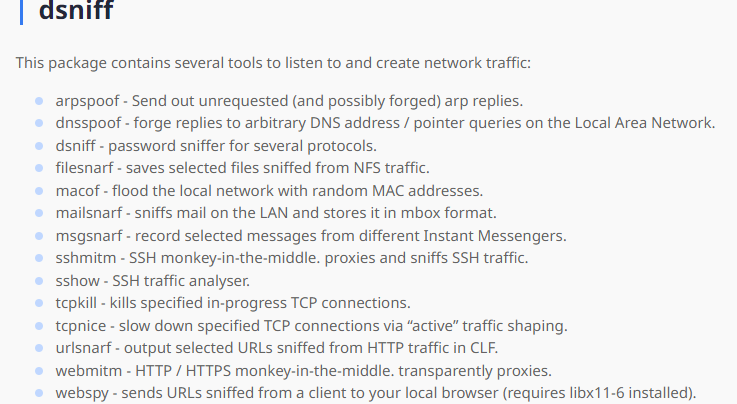 dsniff
This package contains several tools to listen to and create network traffic:
arpspoof - Send out unrequested (and possibly forged) arp replies.
dnsspoof - forge replies to arbitrary DNS address / pointer queries on the Local Area Network.
dsniff - password sniffer for several protocols.
filesnarf - saves selected files sniffed from NFS traffic.
macof - flood the local network with random MAC addresses.
mailsnarf - sniffs mail on the LAN and stores it in mbox format.
msgsnarf - record selected messages from different Instant Messengers.
sshmitm - SSH monkey-in-the-middle. proxies and sniffs SSH traffic.
sshow - SSH traffic analyser.
tcpkill - kills specified in-progress TCP connections.
tcpnice - slow down specified TCP connections via “active” traffic shaping.
urlsnarf - output selected URLs sniffed from HTTP traffic in CLF.
webmitm - HTTP / HTTPS monkey-in-the-middle. transparently proxies.
webspy - sends URLs sniffed from a client to your local browser (requires libx11-6 installed).